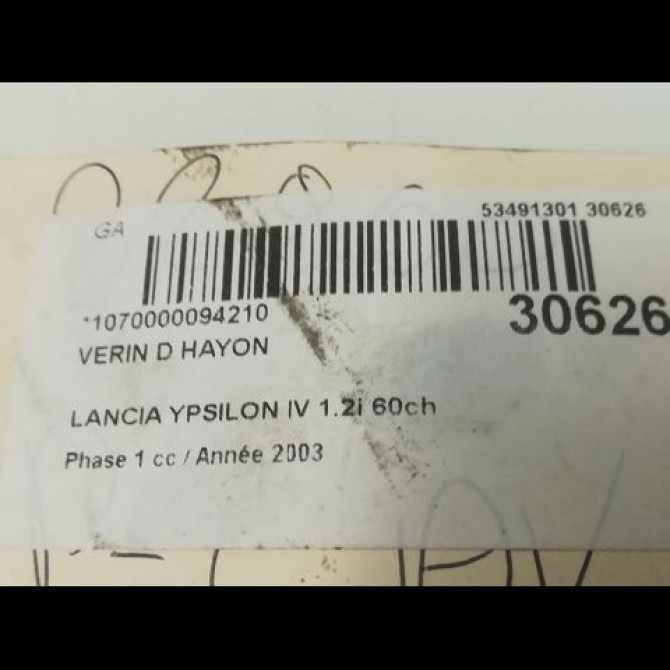 GA
53491301 30626
*1070000094210
30626
VERIN D HAYON
LANCIA YPSILON IV 1.2i 60ch
Phase 1 cc / Année 2003